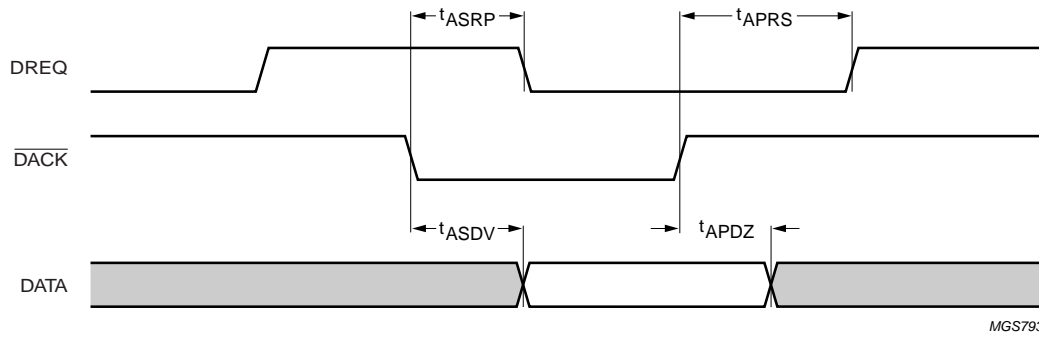 tASRP
tAPRS
DREQ
DACK
tASDV
tAPDZ
DATA
MGS793